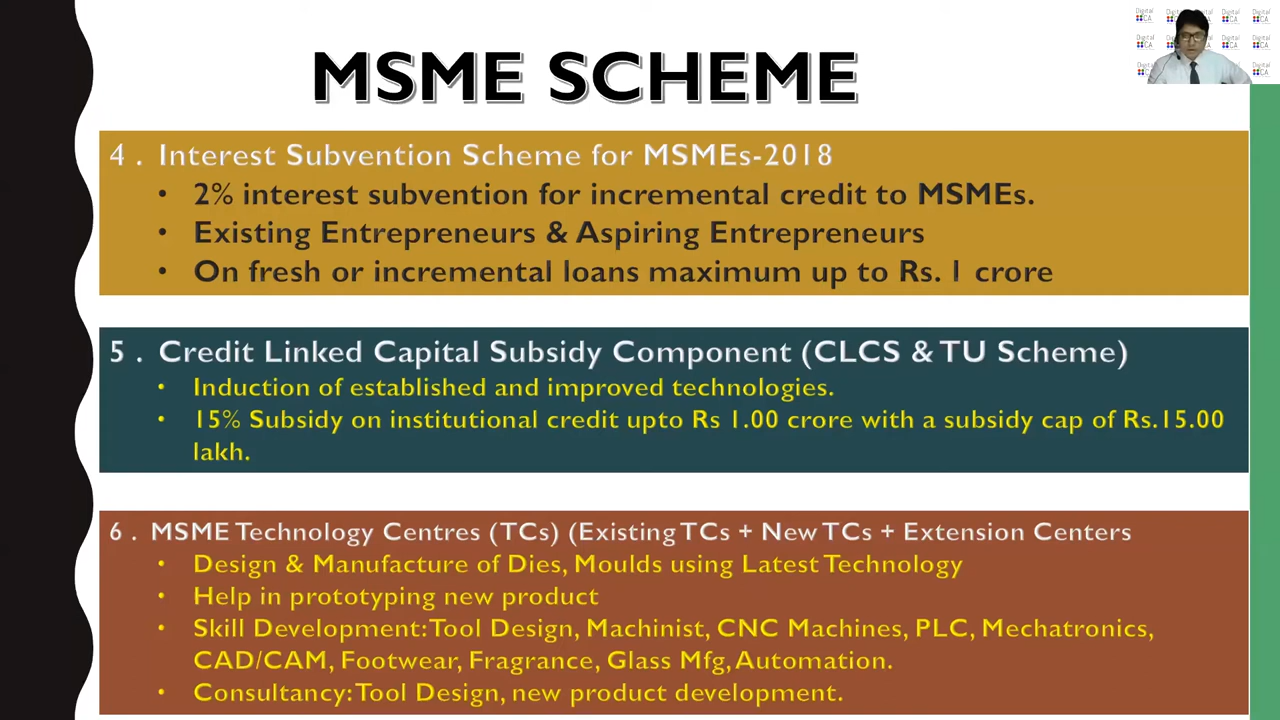 MSME SCHEME
Digital
CA
4 . Interest Subvention Scheme for MSMEs-2018
• 2% interest subvention for incremental credit to MSMEs.
• Existing Entrepreneurs & Aspiring Entrepreneurs
• On fresh or incremental loans maximum up to Rs. 1 crore
5 . Credit Linked Capital Subsidy Component (CLCS & TU Scheme)
• Induction of established and improved technologies.
• 15% Subsidy on institutional credit upto Rs 1.00 crore with a subsidy cap of Rs.15.00
lakh.
6 . MSME Technology Centres (TCs) (Existing TCs + New TCs + Extension Centers
• Design & Manufacture of Dies, Moulds using Latest Technology
• Help in prototyping new product
• Skill Development: Tool Design, Machinist, CNC Machines, PLC, Mechatronics,
CAD/CAM, Footwear, Fragrance, Glass Mfg, Automation.
• Consultancy: Tool Design, new product development.